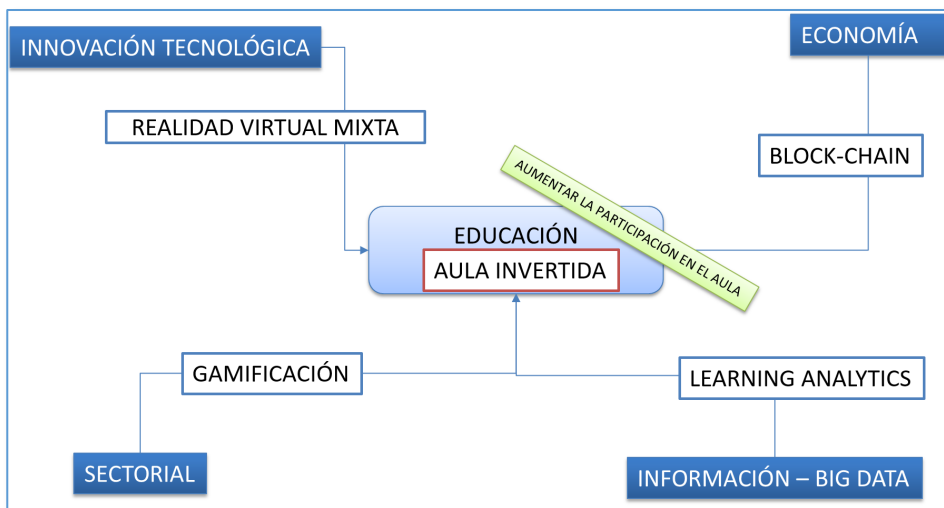 INNOVACIÓN TECNOLÓGICA
ECONOMÍA
REALIDAD VIRTUAL MIXTA
BLOCK-CHAIN
AUMENTAR LA PARTICIPACIÓN EN EL AULA
EDUCACIÓN
AULA INVERTIDA
GAMIFICACIÓN
LEARNING ANALYTICS
SECTORIAL
INFORMACIÓN – BIG DATA